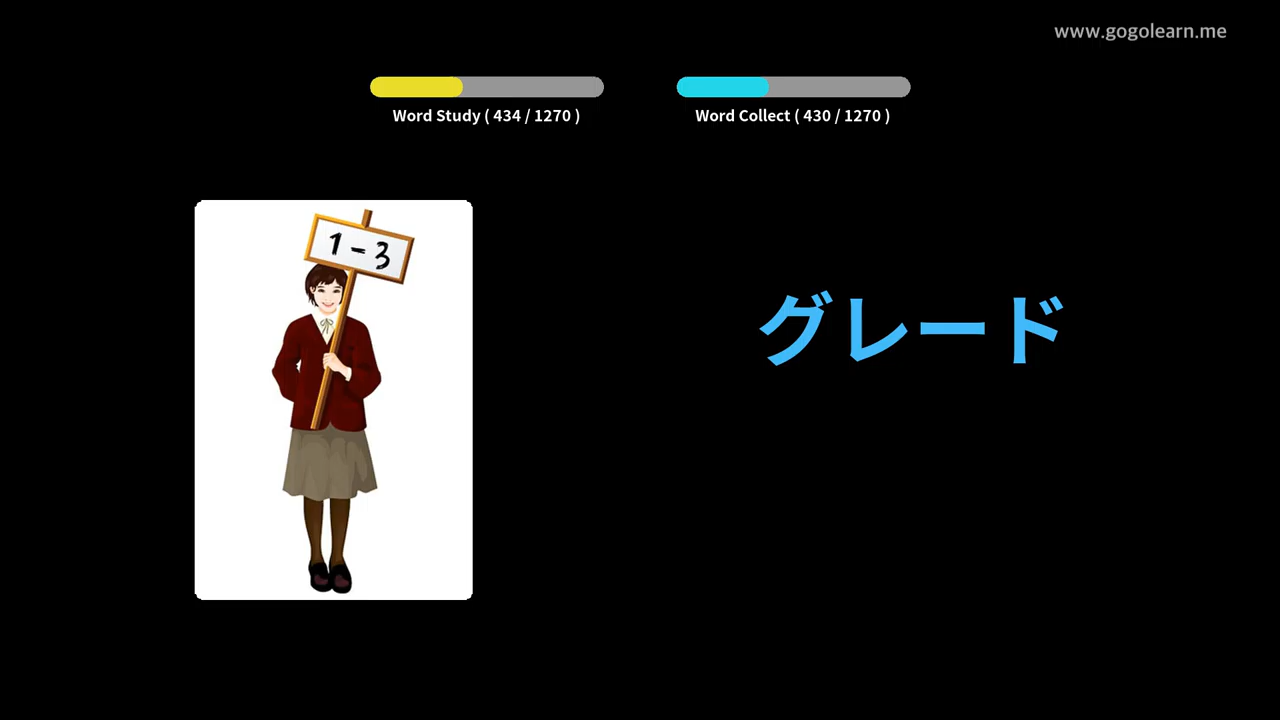 www.gogolearn.me
Word Study ( 434 / 1270 )
Word Collect ( 430 / 1270 )
1 - 3
グレード